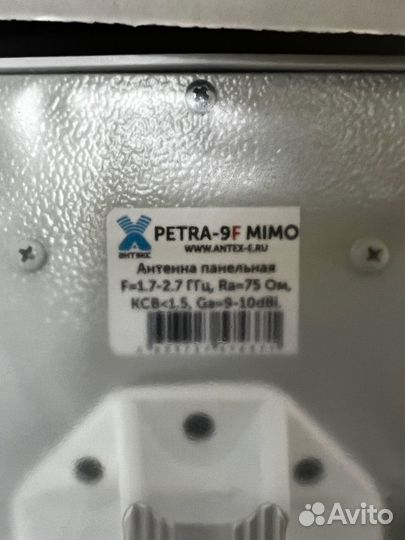 PETRA-9F MIMO
WWW.ANTEX-E.RU
АНТЭКС
Антенна панельная
F=1.7-2.7 ГГц, Ra=75 Ом,
КСВ<1.5, Ga=9-10dBi.
Avito